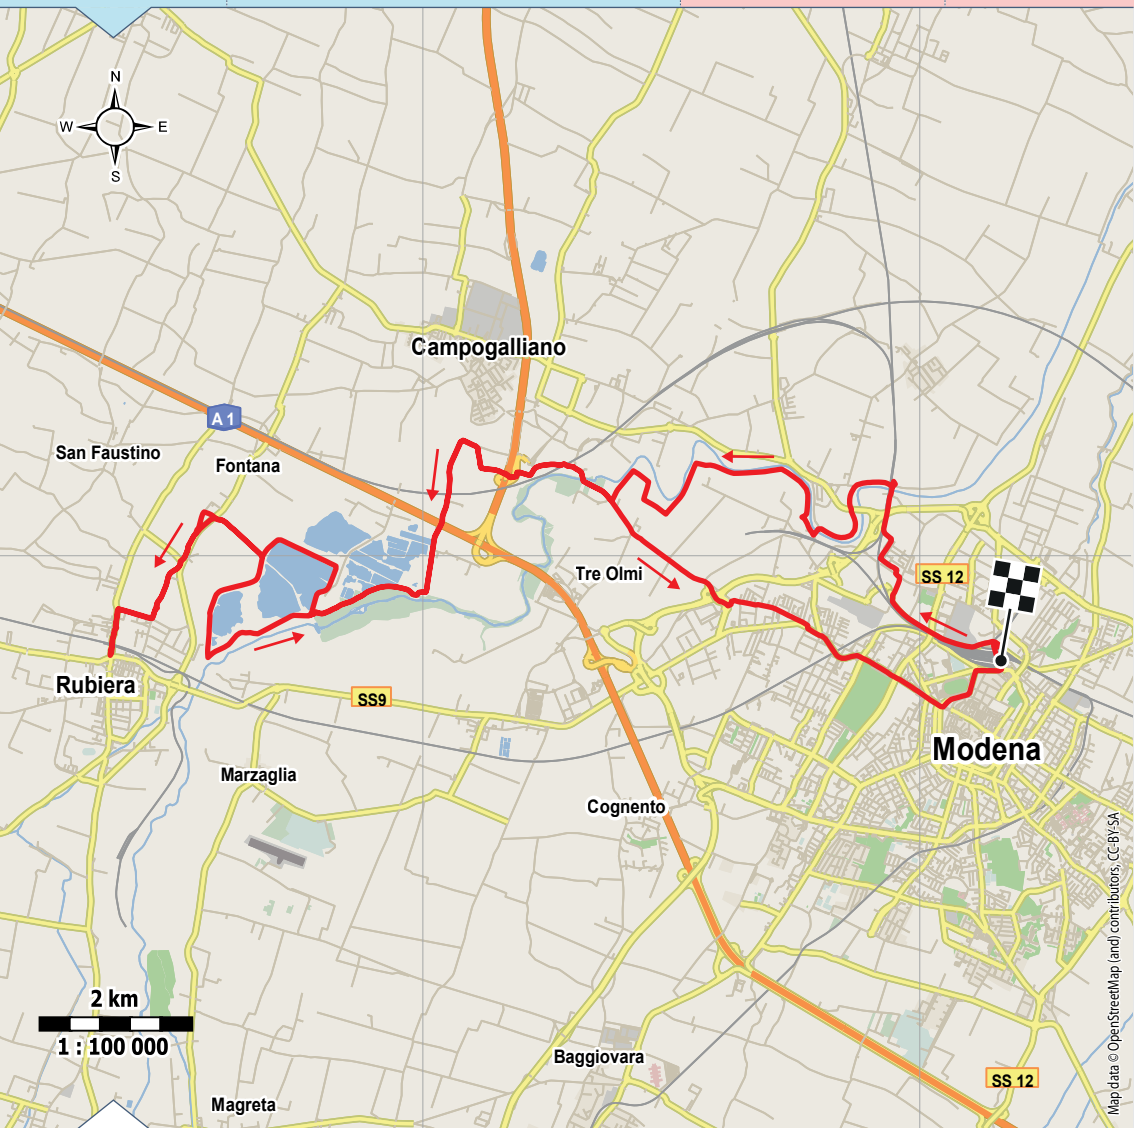 N
W E
S
Campogalliano
A 1
San Faustino
Fontana
Tre Olmi
SS 12
Rubiera
SS9
Modena
Marzaglia
Cognento
2 km
1 : 100 000
Baggiovara
SS 12
Magreta
Map data © OpenStreetMap (and) contributors, CC-BY-SA